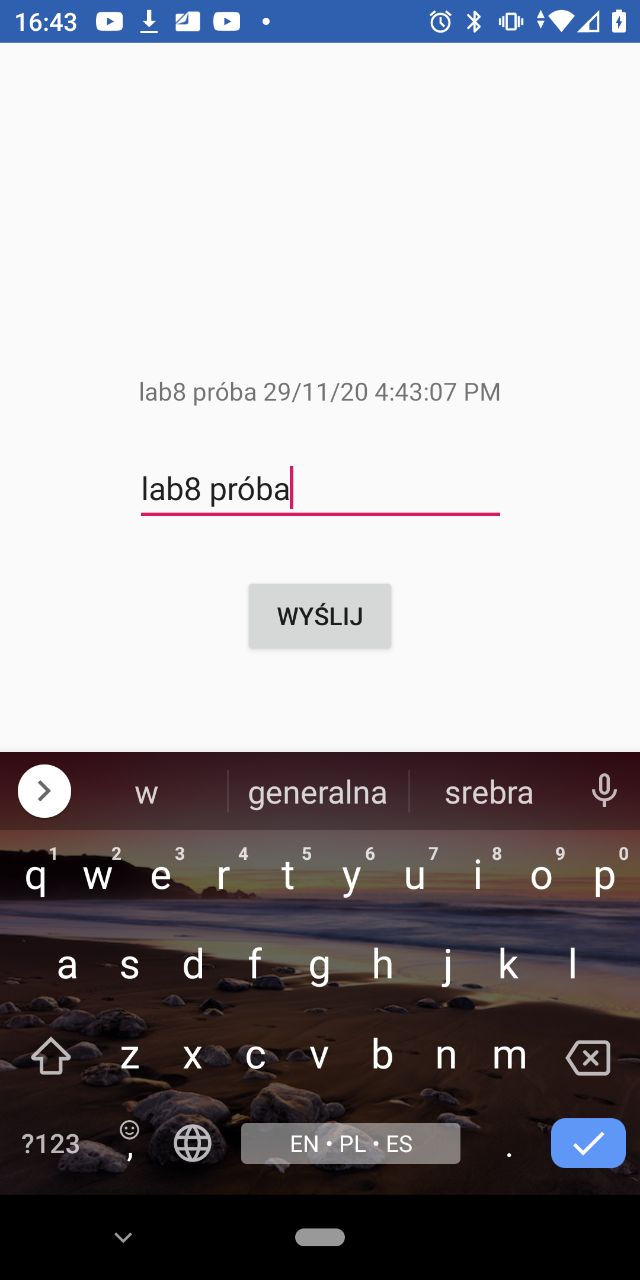 16:43
lab8 próba 29/11/20 4:43:07 PM
lab8 próba
WYŚLIJ
w generalna srebra
1 2 3 4 5 6 7 8 9 0
q w e r t y u i o p
a s d f g h j k l
z x c v b n m
?123 , EN • PL • ES .